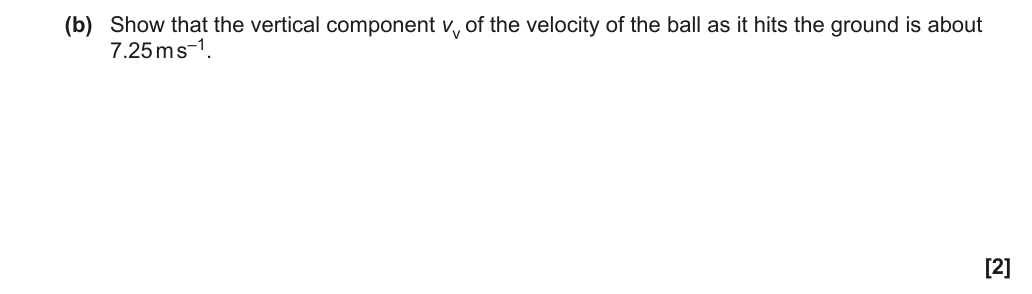 (b) Show that the vertical component vᵥ of the velocity of the ball as it hits the ground is about
7.25 m s⁻¹.
[2]